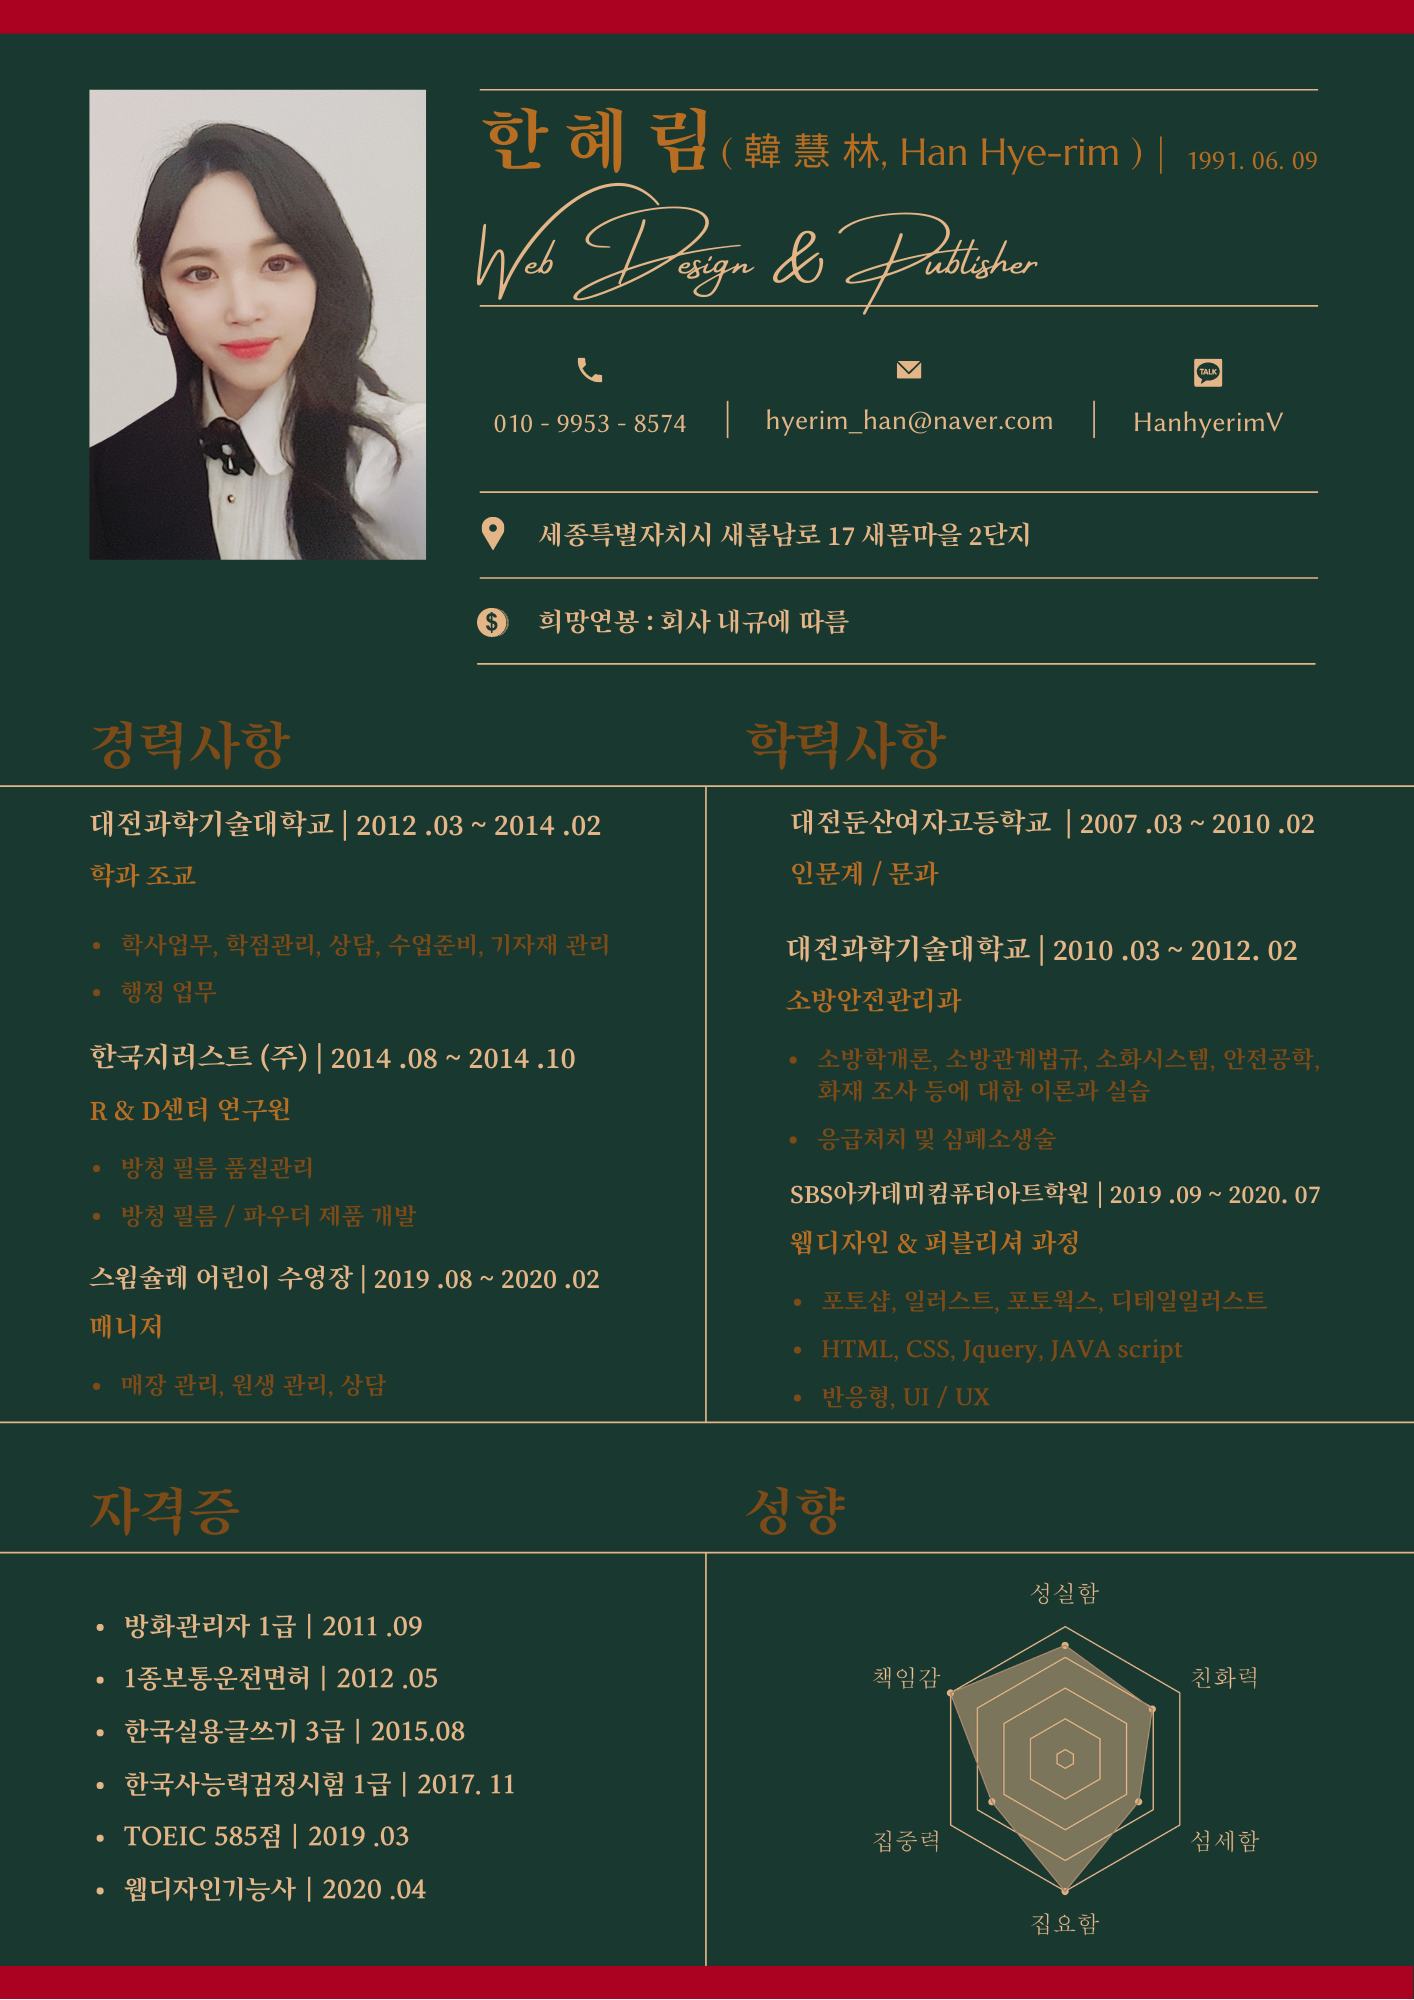 한 혜 림 ( 韓 慧 林, Han Hye-rim ) | 1991. 06. 09
Web Design & Publisher
TALK
010 - 9953 - 8574 | hyerim_han@naver.com | HanhyerimV
세종특별자치시 새롬남로 17 새뜸마을 2단지
$ 희망연봉 : 회사 내규에 따름
경력사항
대전과학기술대학교 | 2012 .03 ~ 2014 .02
학과 조교
• 학사업무, 학점관리, 상담, 수업준비, 기자재 관리
• 행정 업무
한국지러스트 (주) | 2014 .08 ~ 2014 .10
R & D센터 연구원
• 방청 필름 품질관리
• 방청 필름 / 파우더 제품 개발
스윔슐레 어린이 수영장 | 2019 .08 ~ 2020 .02
매니저
• 매장 관리, 원생 관리, 상담
학력사항
대전둔산여자고등학교 | 2007 .03 ~ 2010 .02
인문계 / 문과
대전과학기술대학교 | 2010 .03 ~ 2012. 02
소방안전관리과
• 소방학개론, 소방관계법규, 소화시스템, 안전공학,
화재 조사 등에 대한 이론과 실습
• 응급처치 및 심폐소생술
SBS아카데미컴퓨터아트학원 | 2019 .09 ~ 2020. 07
웹디자인 & 퍼블리셔 과정
• 포토샵, 일러스트, 포토웍스, 디테일일러스트
• HTML, CSS, Jquery, JAVA script
• 반응형, UI / UX
자격증
• 방화관리자 1급 | 2011 .09
• 1종보통운전면허 | 2012 .05
• 한국실용글쓰기 3급 | 2015.08
• 한국사능력검정시험 1급 | 2017. 11
• TOEIC 585점 | 2019 .03
• 웹디자인기능사 | 2020 .04
성향
성실함
책임감
친화력
집중력
섬세함
집요함